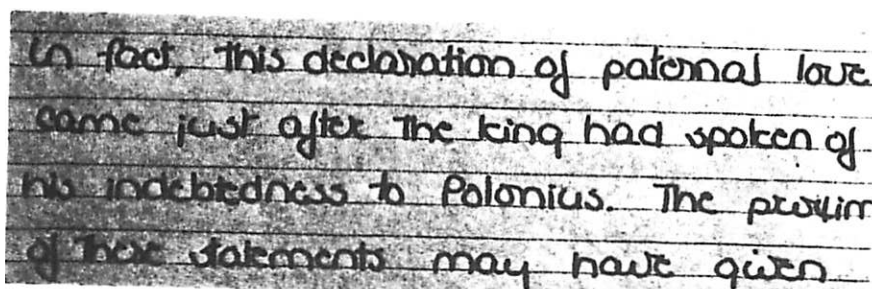 in fact, this declaration of paternal love
came just after the king had spoken of
his indebtedness to Polonius. The proxim
of these statements may have given